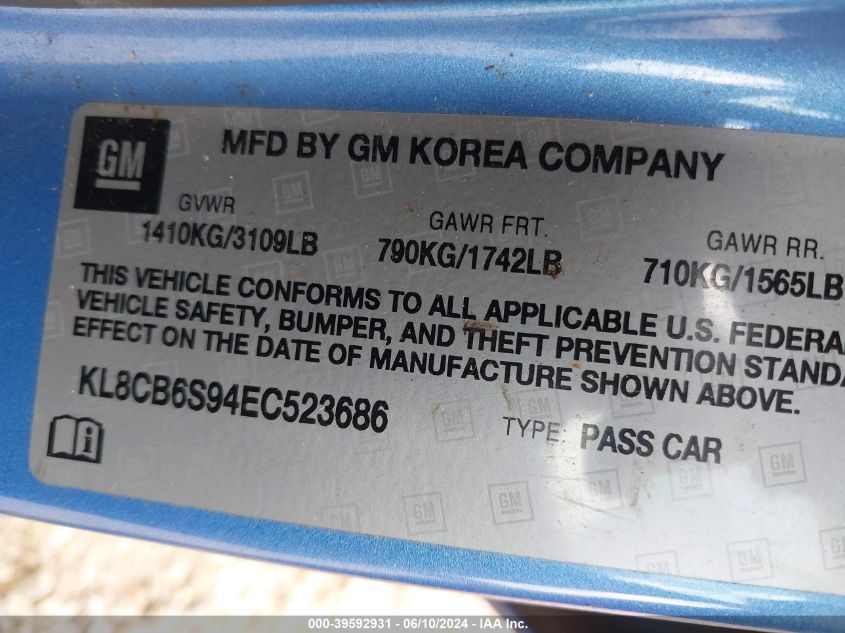 GM
MFD BY GM KOREA COMPANY
GVWR
1410KG/3109LB
GAWR FRT.
790KG/1742LB
GAWR RR.
710KG/1565LB
THIS VEHICLE CONFORMS TO ALL APPLICABLE U.S. FEDERA
VEHICLE SAFETY, BUMPER, AND THEFT PREVENTION STANDA
EFFECT ON THE DATE OF MANUFACTURE SHOWN ABOVE.
KL8CB6S94EC523686
TYPE: PASS CAR
000-39592931 - 06/10/2024 - IAA Inc.